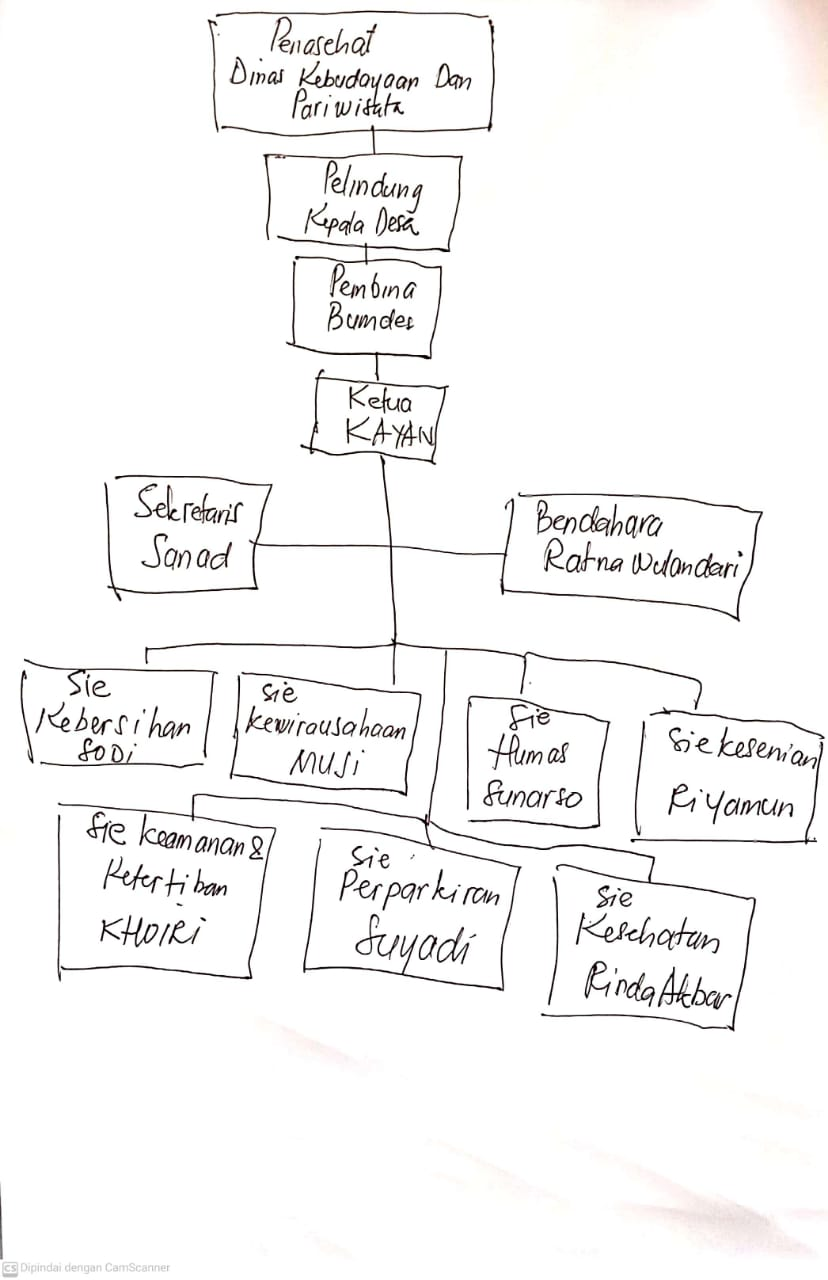 Penasehat
Dinas Kebudayaan Dan
Pariwisata
Pelindung
Kepala Desa
Pembina
Bumdes
Ketua
KAYAN
Sekretaris
Sanad
Bendahara
Ratna Wulandari
Sie
Kebersihan
SODi
Sie
kewirausahaan
MUJi
Sie
Humas
Sunarso
Sie kesenian
Riyamun
Sie keamanan &
Ketertiban
KHOIRi
Sie
Perparkiran
Suyadi
Sie
Kesehatan
Rinda Akbar
CS Dipindai dengan CamScanner